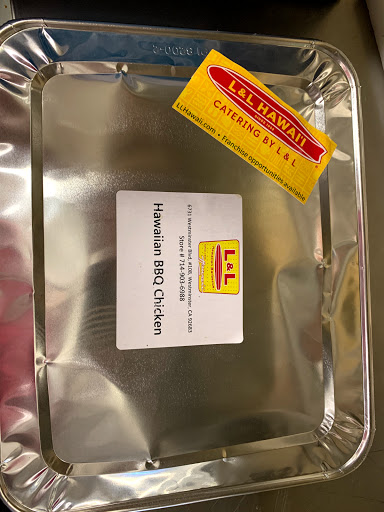 L&L HAWAII
CATERING BY L & L
LLHawaii.com • Franchise opportunities available
L&L
6731 Westminster Blvd. #108, Westminster, CA 92683
Store # 714-903-6988
Hawaiian BBQ Chicken